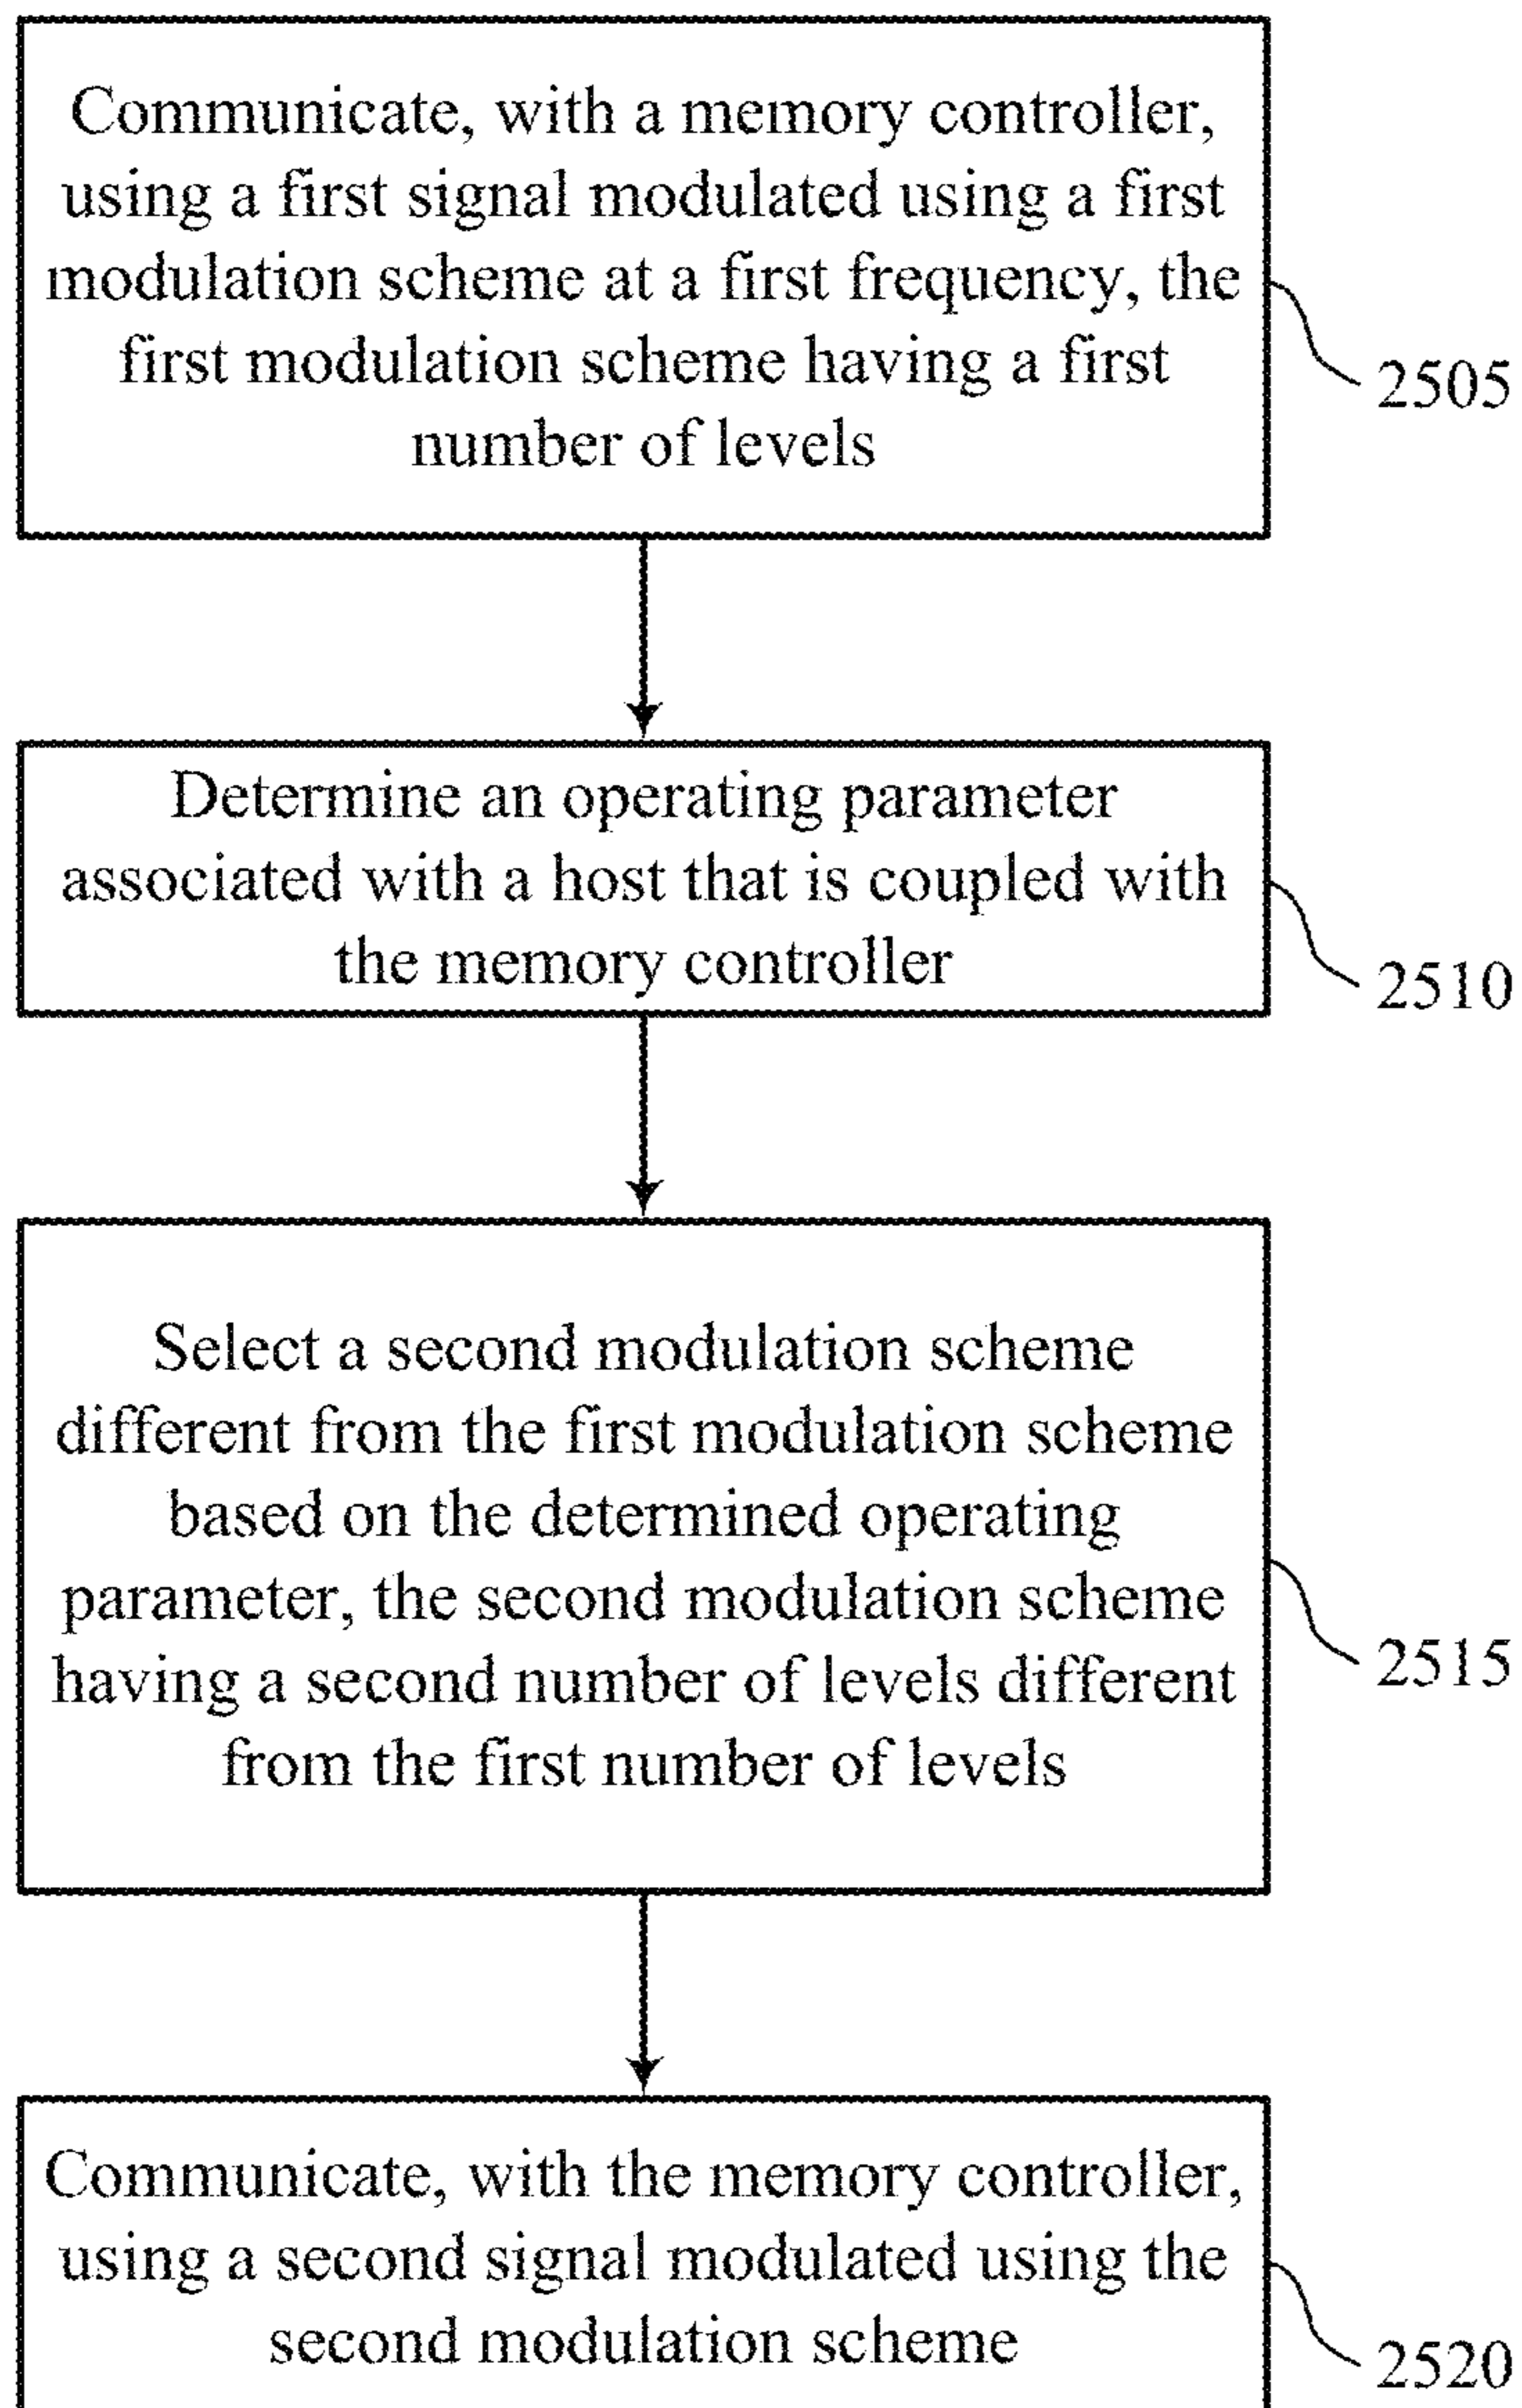 Communicate, with a memory controller,
using a first signal modulated using a first
modulation scheme at a first frequency, the
first modulation scheme having a first
number of levels
2505
Determine an operating parameter
associated with a host that is coupled with
the memory controller
2510
Select a second modulation scheme
different from the first modulation scheme
based on the determined operating
parameter, the second modulation scheme
having a second number of levels different
from the first number of levels
2515
Communicate, with the memory controller,
using a second signal modulated using the
second modulation scheme
2520